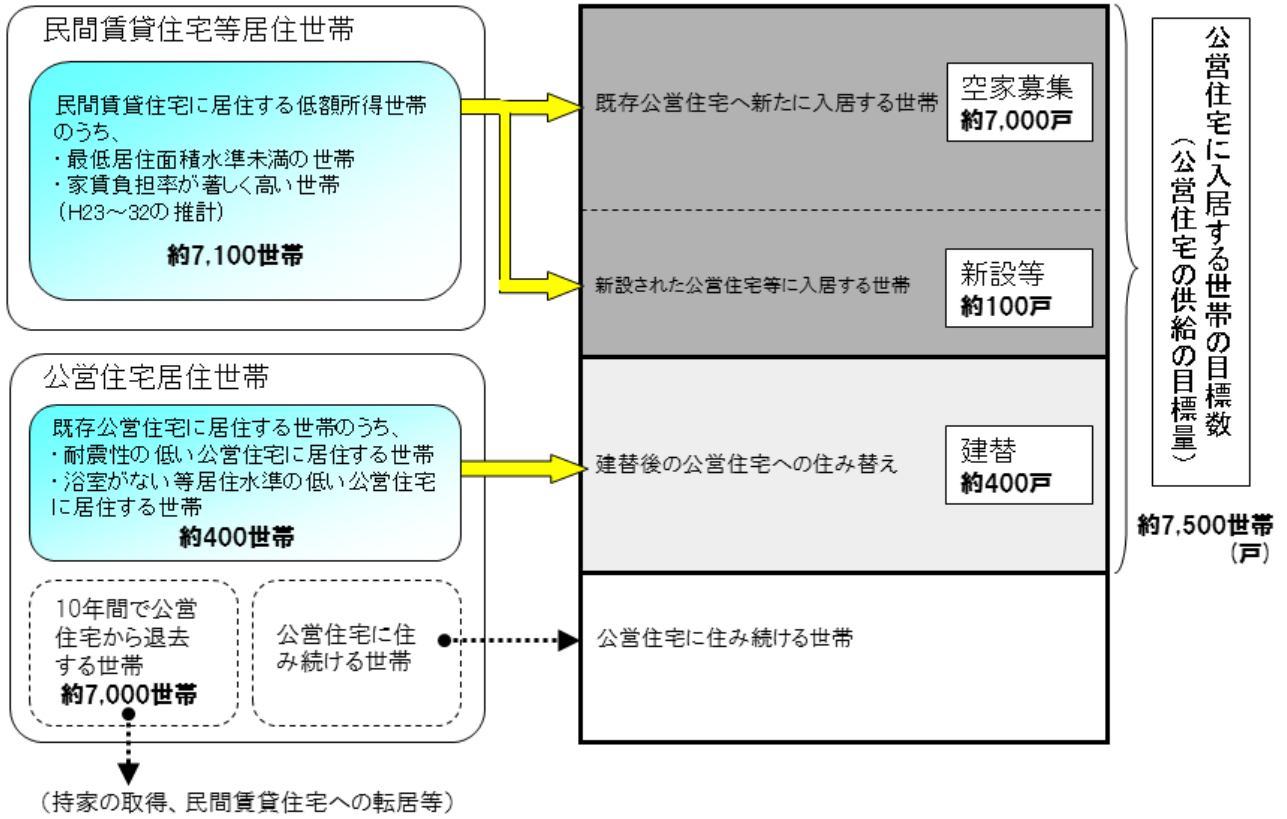 民間賃貸住宅等居住世帯
民間賃貸住宅に居住する低額所得世帯
のうち、
・最低居住面積水準未満の世帯
・家賃負担率が著しく高い世帯
（H23～32の推計）
約7,100世帯
既存公営住宅へ新たに入居する世帯
空家募集
約7,000戸
新設された公営住宅等に入居する世帯
新設等
約100戸
公営住宅居住世帯
既存公営住宅に居住する世帯のうち、
・耐震性の低い公営住宅に居住する世帯
・浴室がない等居住水準の低い公営住宅
に居住する世帯
約400世帯
建替後の公営住宅への住み替え
建替
約400戸
10年間で公営
住宅から退去
する世帯
約7,000世帯
公営住宅に住
み続ける世帯
公営住宅に住み続ける世帯
（持家の取得、民間賃貸住宅への転居等）
公営住宅に入居する世帯の目標数
（公営住宅の供給の目標量）
約7,500世帯
（戸）